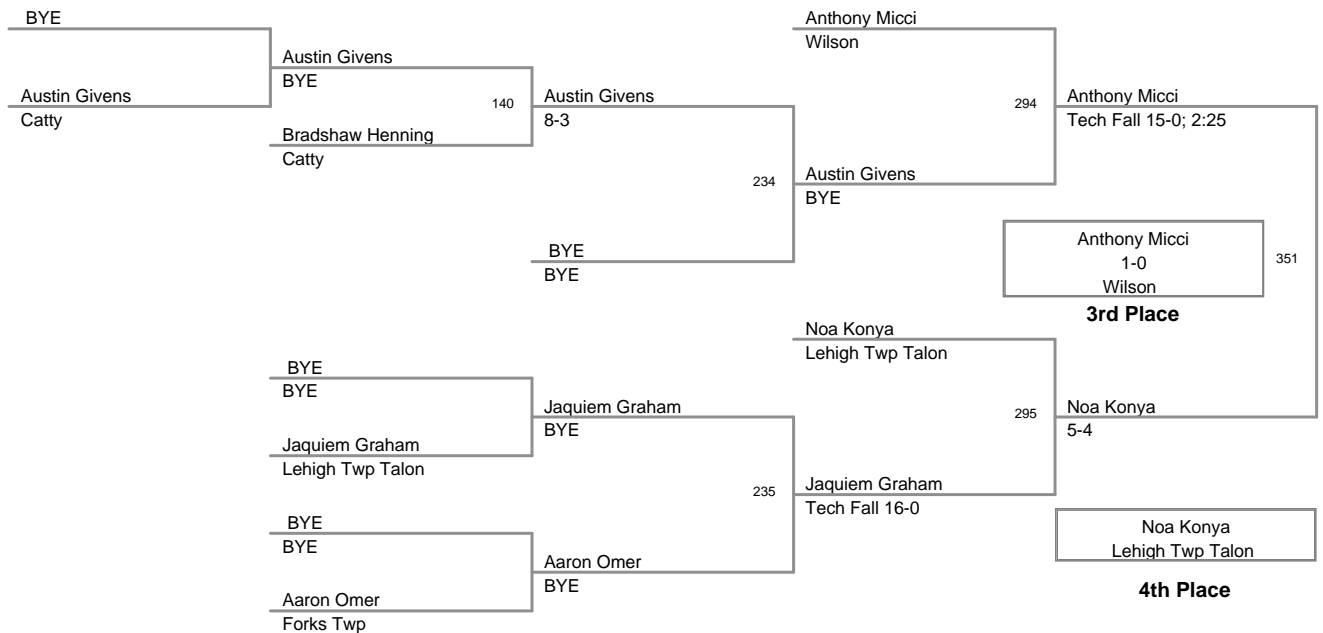 BYE
Austin Givens
Catty
Austin Givens
BYE
Bradshaw Henning
Catty
140
Austin Givens
8-3
BYE
BYE
234
Anthony Micci
Wilson
Austin Givens
BYE
294
Anthony Micci
Tech Fall 15-0; 2:25
Anthony Micci
1-0
Wilson
3rd Place
351
BYE
BYE
Jaquiem Graham
Lehigh Twp Talon
Jaquiem Graham
BYE
BYE
BYE
Aaron Omer
Forks Twp
Aaron Omer
BYE
235
Noa Konya
Lehigh Twp Talon
Jaquiem Graham
Tech Fall 16-0
295
Noa Konya
5-4
Noa Konya
Lehigh Twp Talon
4th Place